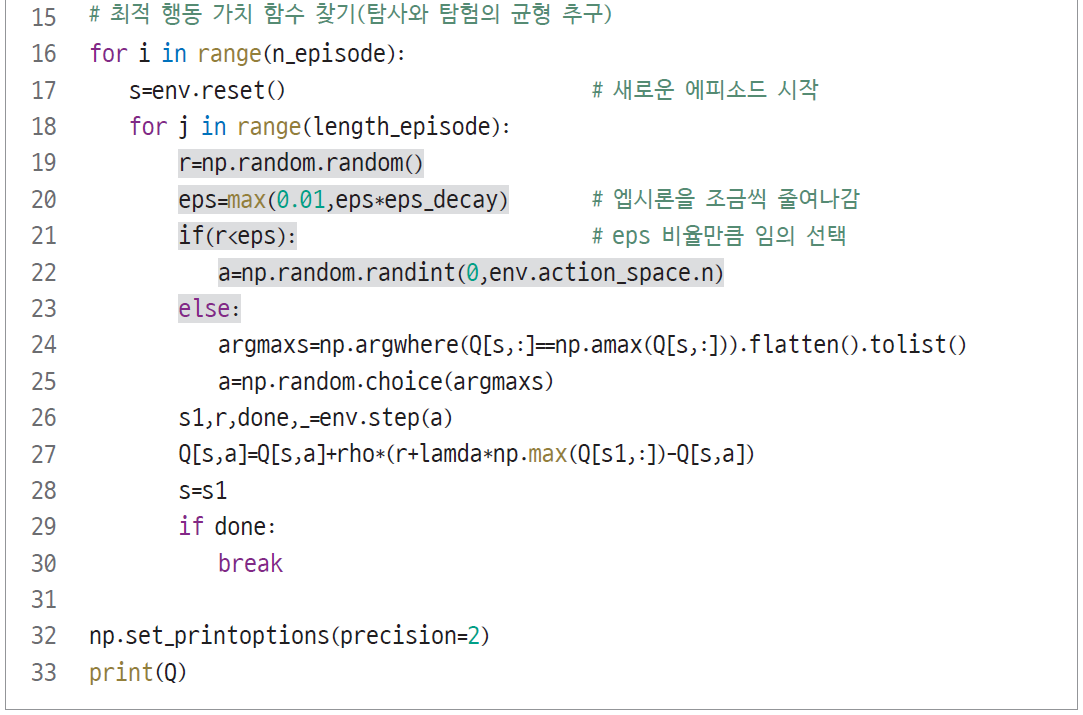 15 # 최적 행동 가치 함수 찾기(탐사와 탐험의 균형 추구)
16 for i in range(n_episode):
17 s=env.reset() # 새로운 에피소드 시작
18 for j in range(length_episode):
19 r=np.random.random()
20 eps=max(0.01,eps*eps_decay) # 엡시론을 조금씩 줄여나감
21 if(r<eps): # eps 비율만큼 임의 선택
22 a=np.random.randint(0,env.action_space.n)
23 else:
24 argmaxs=np.argwhere(Q[s,:]==np.amax(Q[s,:])).flatten().tolist()
25 a=np.random.choice(argmaxs)
26 s1,r,done,_=env.step(a)
27 Q[s,a]=Q[s,a]+rho*(r+lamda*np.max(Q[s1,:])-Q[s,a])
28 s=s1
29 if done:
30 break
31
32 np.set_printoptions(precision=2)
33 print(Q)